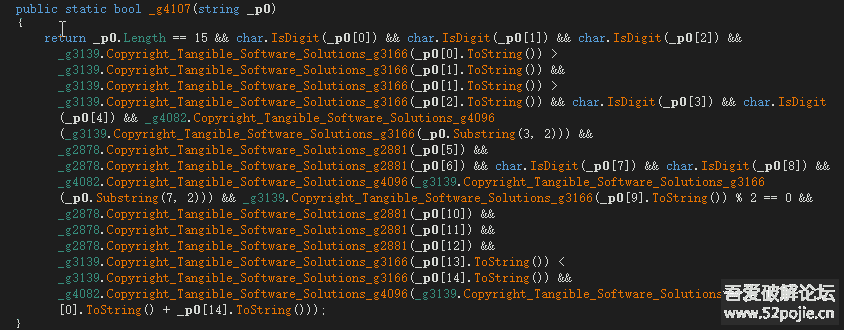 public static bool _g4107(string _p0)
{
return _p0.Length == 15 && char.IsDigit(_p0[0]) && char.IsDigit(_p0[1]) && char.IsDigit(_p0[2]) &&
_g3139.Copyright_Tangible_Software_Solutions_g3166(_p0[0].ToString()) >
_g3139.Copyright_Tangible_Software_Solutions_g3166(_p0[1].ToString()) &&
_g3139.Copyright_Tangible_Software_Solutions_g3166(_p0[1].ToString()) >
_g3139.Copyright_Tangible_Software_Solutions_g3166(_p0[2].ToString()) && char.IsDigit(_p0[3]) && char.IsDigit
(_p0[4]) && _g4082.Copyright_Tangible_Software_Solutions_g4096
(_g3139.Copyright_Tangible_Software_Solutions_g3166(_p0.Substring(3, 2))) &&
_g2878.Copyright_Tangible_Software_Solutions_g2881(_p0[5]) &&
_g2878.Copyright_Tangible_Software_Solutions_g2881(_p0[6]) && char.IsDigit(_p0[7]) && char.IsDigit(_p0[8]) &&
_g4082.Copyright_Tangible_Software_Solutions_g4096(_g3139.Copyright_Tangible_Software_Solutions_g3166
(_p0.Substring(7, 2))) && _g3139.Copyright_Tangible_Software_Solutions_g3166(_p0[9].ToString()) % 2 == 0 &&
_g2878.Copyright_Tangible_Software_Solutions_g2881(_p0[10]) &&
_g2878.Copyright_Tangible_Software_Solutions_g2881(_p0[11]) &&
_g2878.Copyright_Tangible_Software_Solutions_g2881(_p0[12]) &&
_g3139.Copyright_Tangible_Software_Solutions_g3166(_p0[13].ToString()) <
_g3139.Copyright_Tangible_Software_Solutions_g3166(_p0[14].ToString()) &&
_g4082.Copyright_Tangible_Software_Solutions_g4096(_g3139.Copyright_Tangible_Software_Solutions
[0].ToString() + _p0[14].ToString()));
}
吾爱破解论坛
www.52pojie.cn